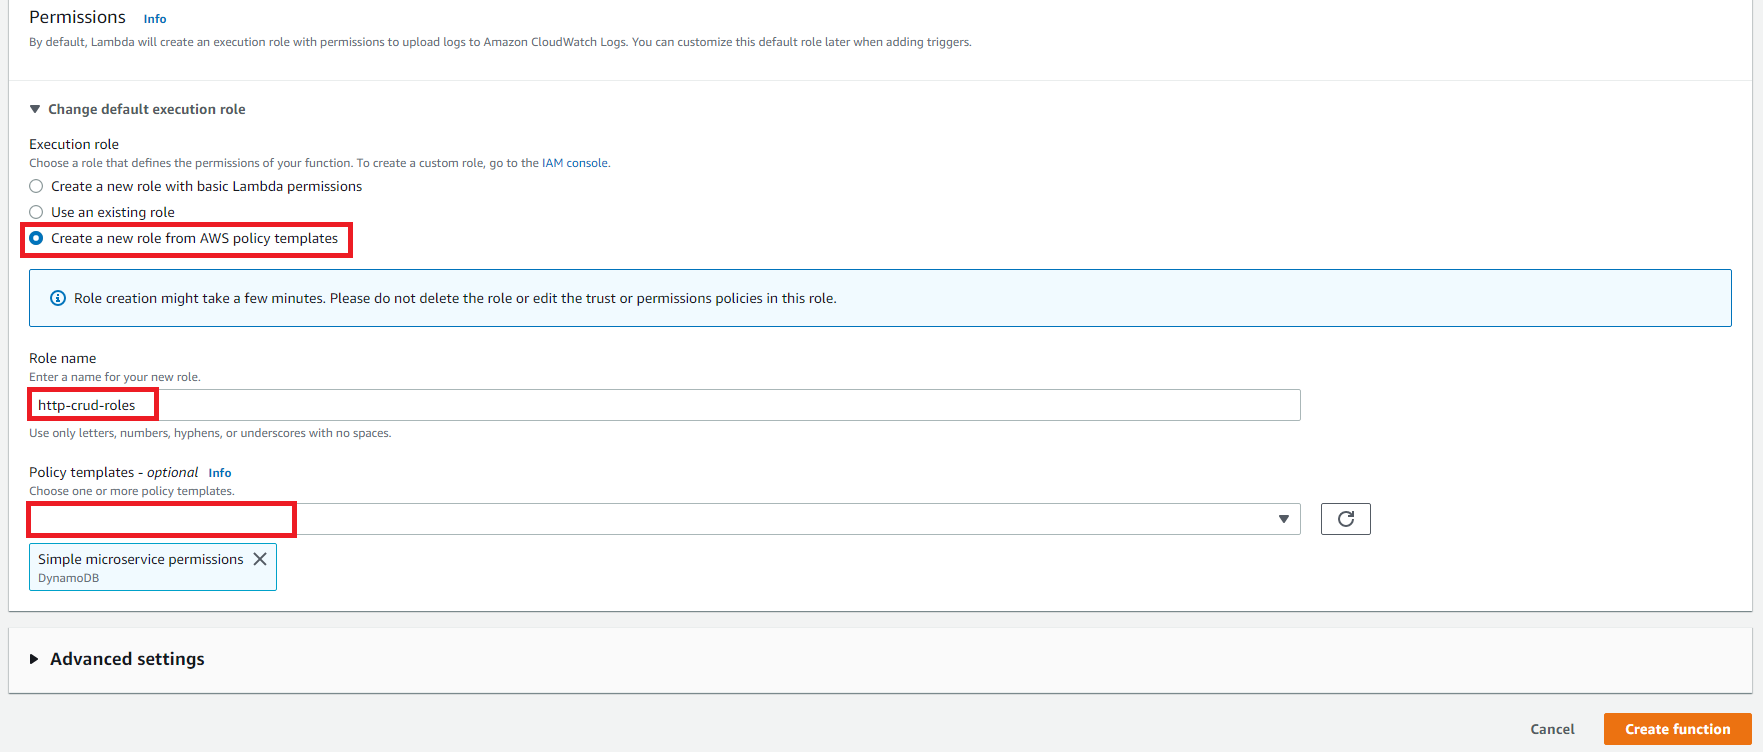 Permissions Info
By default, Lambda will create an execution role with permissions to upload logs to Amazon CloudWatch Logs. You can customize this default role later when adding triggers.
Change default execution role
Execution role
Choose a role that defines the permissions of your function. To create a custom role, go to the IAM console.
Create a new role with basic Lambda permissions
Use an existing role
Create a new role from AWS policy templates
Role creation might take a few minutes. Please do not delete the role or edit the trust or permissions policies in this role.
Role name
Enter a name for your new role.
http-crud-roles
Use only letters, numbers, hyphens, or underscores with no spaces.
Policy templates - optional Info
Choose one or more policy templates.
Simple microservice permissions
DynamoDB
Advanced settings
Cancel Create function